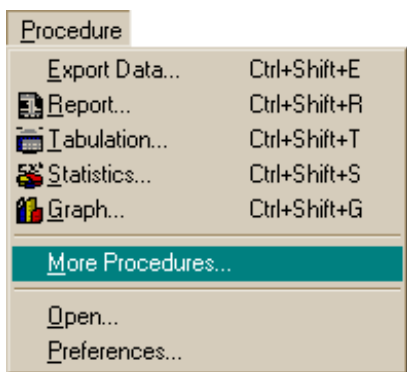 Procedure
Export Data... Ctrl+Shift+E
Report... Ctrl+Shift+R
Tabulation... Ctrl+Shift+T
Statistics... Ctrl+Shift+S
Graph... Ctrl+Shift+G
More Procedures...
Open...
Preferences...